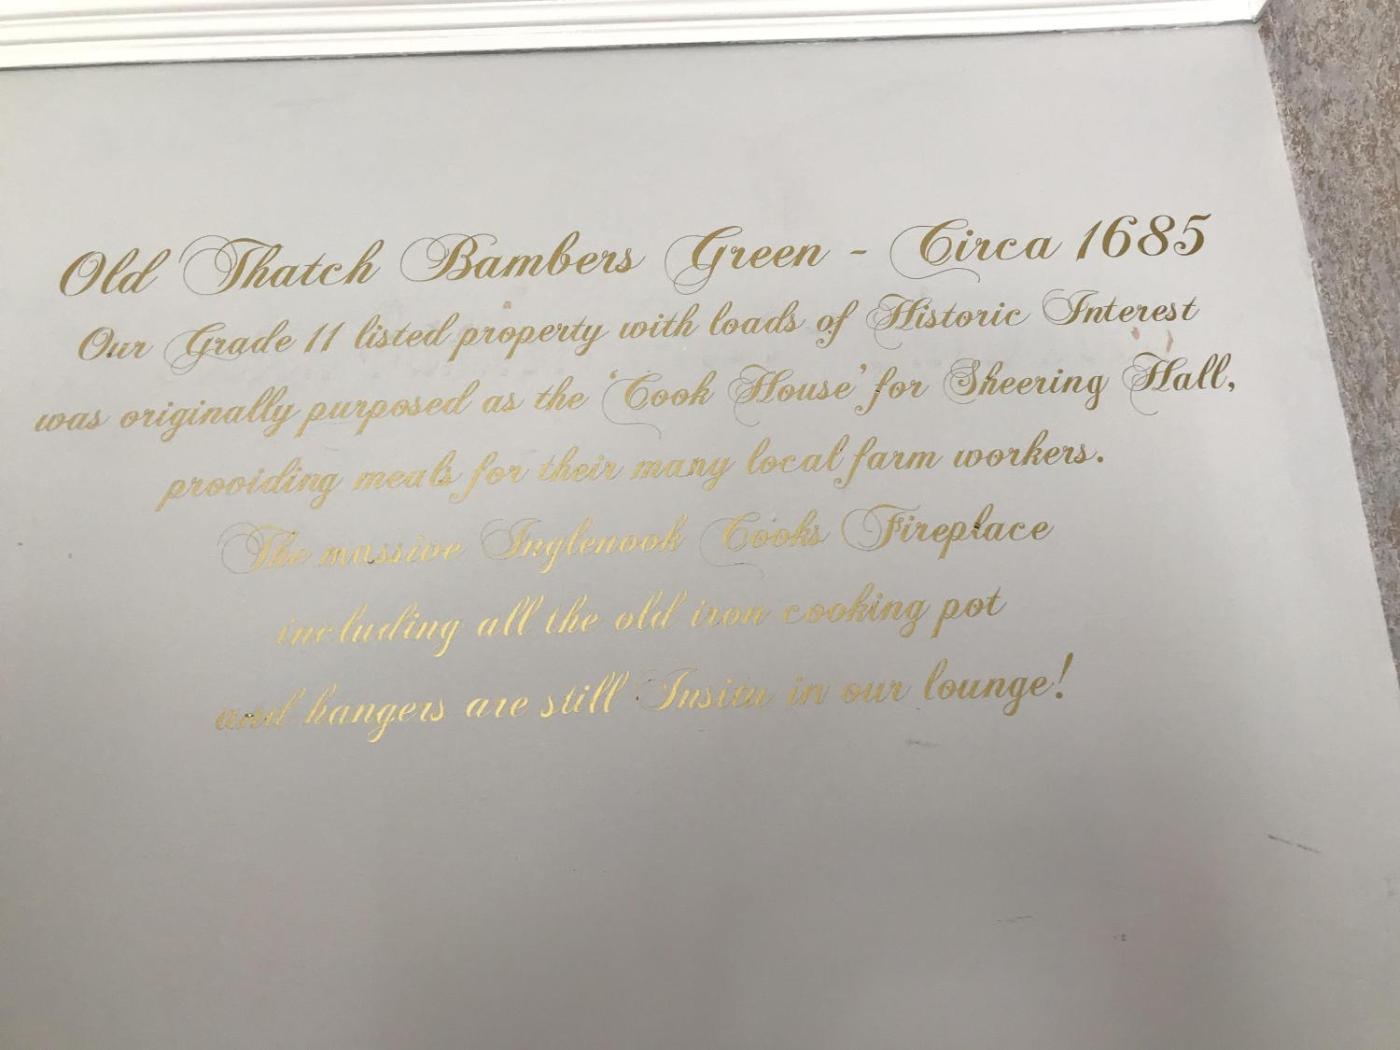 Old Thatch Bambers Green - Circa 1685
Our Grade 11 listed property with loads of Historic Interest
was originally purposed as the 'Cook House' for Sheering Hall,
providing meals for their many local farm workers.
The massive Inglenook Cooks Fireplace
including all the old iron cooking pot
and hangers are still Insitu in our lounge!